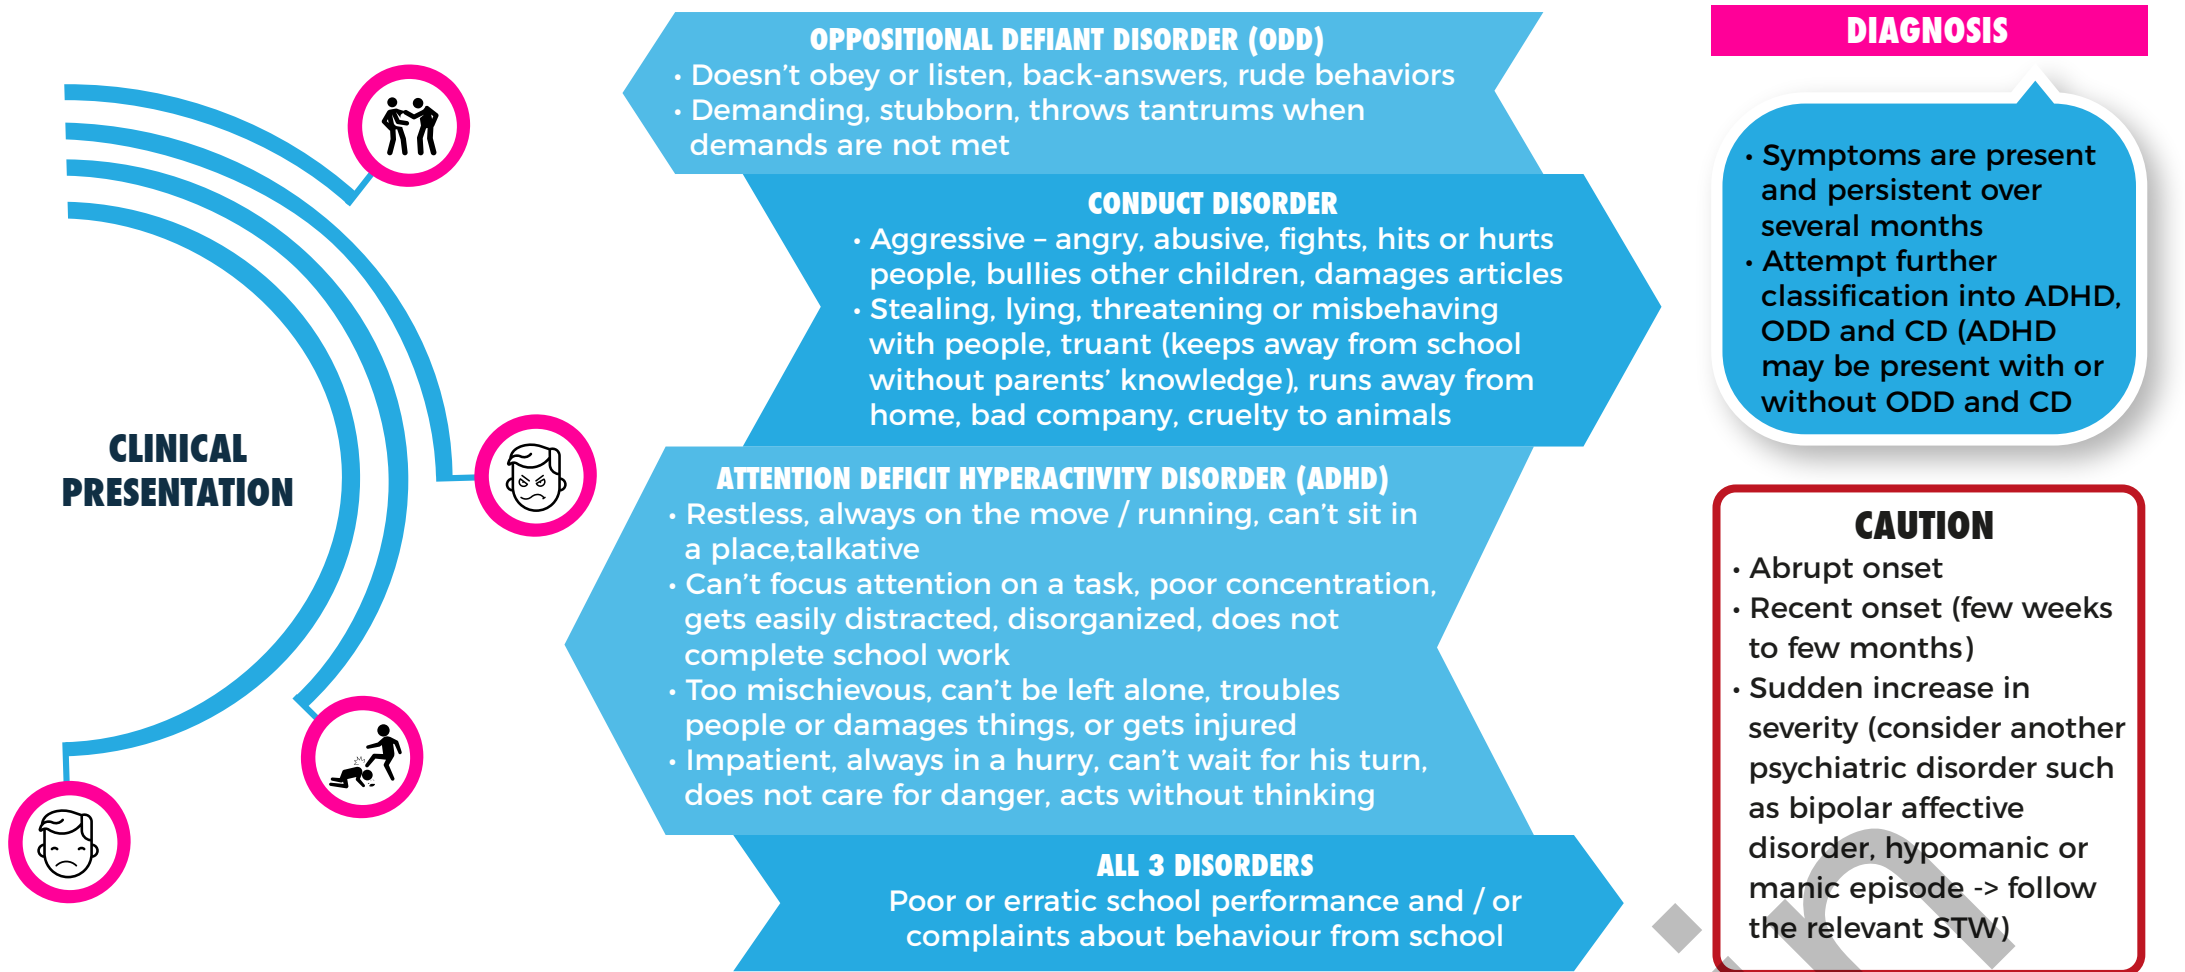 CLINICAL
PRESENTATION
OPPOSITIONAL DEFIANT DISORDER (ODD)
• Doesn't obey or listen, back-answers, rude behaviors
• Demanding, stubborn, throws tantrums when
demands are not met
CONDUCT DISORDER
• Aggressive – angry, abusive, fights, hits or hurts
people, bullies other children, damages articles
• Stealing, lying, threatening or misbehaving
with people, truant (keeps away from school
without parents' knowledge), runs away from
home, bad company, cruelty to animals
ATTENTION DEFICIT HYPERACTIVITY DISORDER (ADHD)
• Restless, always on the move / running, can't sit in
a place,talkative
• Can't focus attention on a task, poor concentration,
gets easily distracted, disorganized, does not
complete school work
• Too mischievous, can't be left alone, troubles
people or damages things, or gets injured
• Impatient, always in a hurry, can't wait for his turn,
does not care for danger, acts without thinking
ALL 3 DISORDERS
Poor or erratic school performance and / or
complaints about behaviour from school
DIAGNOSIS
• Symptoms are present
and persistent over
several months
• Attempt further
classification into ADHD,
ODD and CD (ADHD
may be present with or
without ODD and CD
CAUTION
• Abrupt onset
• Recent onset (few weeks
to few months)
• Sudden increase in
severity (consider another
psychiatric disorder such
as bipolar affective
disorder, hypomanic or
manic episode -> follow
the relevant STW)